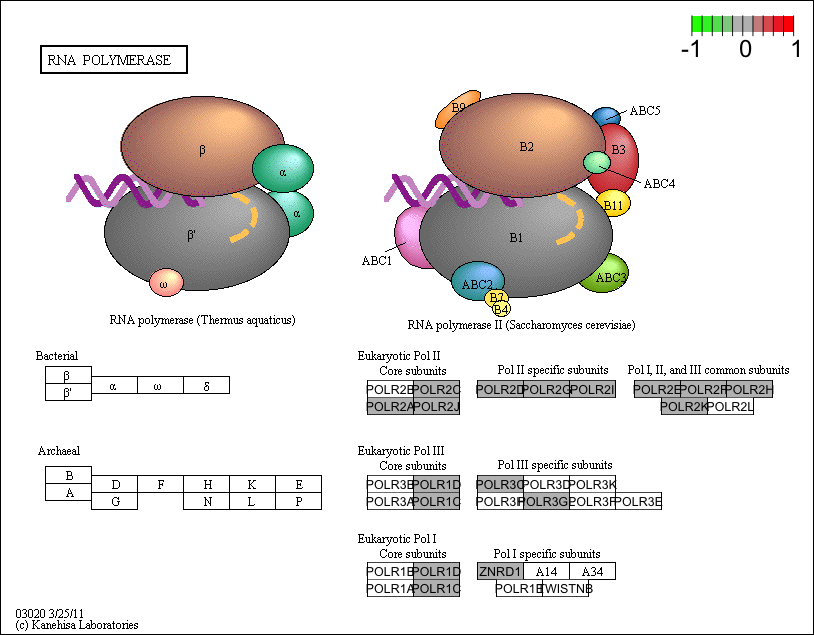 -1 0 1
RNA POLYMERASE
B9
ABC5
β
B2
B3
α
ABC4
α
B11
β'
B1
ABC1
ω
ABC2
ABC3
B7
B4
RNA polymerase (Thermus aquaticus)
RNA polymerase II (Saccharomyces cerevisiae)
Bacterial
β
β'
α ω δ
Eukaryotic Pol II
Core subunits
POLR2B POLR2C
POLR2A POLR2J
Pol II specific subunits
POLR2D POLR2G POLR2I
Pol I, II, and III common subunits
POLR2E POLR2F POLR2H
POLR2K POLR2L
Archaeal
B
A
D F H K E
G N L P
Eukaryotic Pol III
Core subunits
POLR3B POLR1D
POLR3A POLR1C
Pol III specific subunits
POLR3C POLR3D POLR3K
POLR3G POLR3F POLR3E
Eukaryotic Pol I
Core subunits
POLR1B POLR1D
POLR1A POLR1C
Pol I specific subunits
ZNRD1 A14 A34
TWISTNB
03020 3/25/11
(c) Kanehisa Laboratories